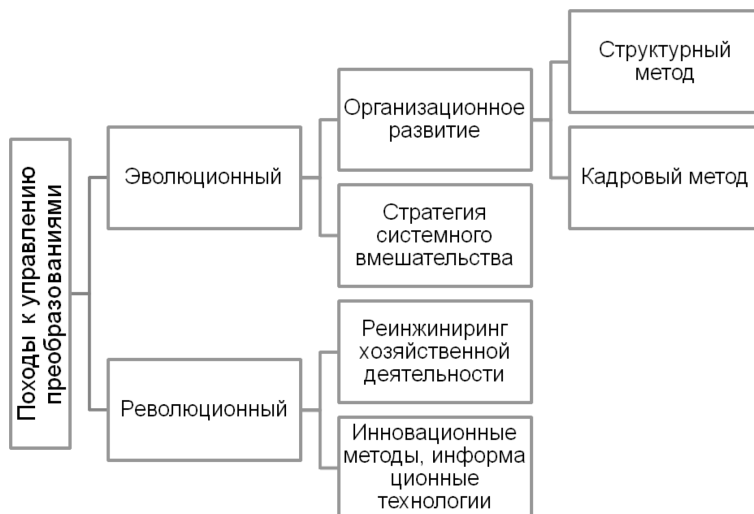 Походы к управлению
преобразованиями
Эволюционный
Организационное
развитие
Структурный
метод
Кадровый метод
Стратегия
системного
вмешательства
Революционный
Реинжиниринг
хозяйственной
деятельности
Инновационные
методы, информа
ционные
технологии